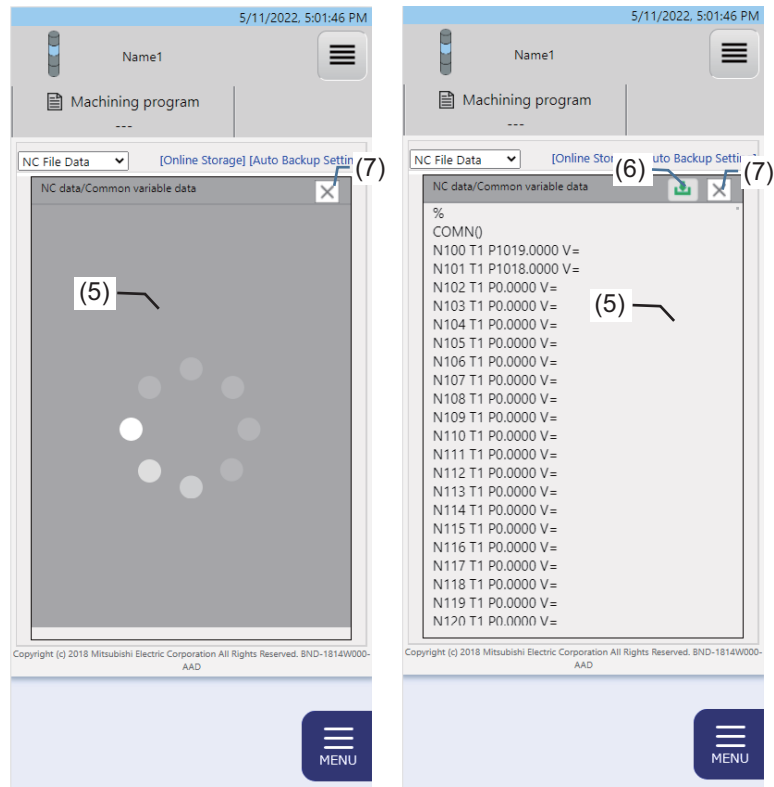 5/11/2022, 5:01:46 PM
Name1
Machining program
---
NC File Data
[Online Storage] [Auto Backup Settin
(7)
NC data/Common variable data
(5)
Copyright (c) 2018 Mitsubishi Electric Corporation All Rights Reserved. BND-1814W000-
AAD
MENU
5/11/2022, 5:01:46 PM
Name1
Machining program
---
NC File Data
[Online Stor uto Backup Setti
(6)
(7)
NC data/Common variable data
%
COMN()
N100 T1 P1019.0000 V=
N101 T1 P1018.0000 V=
N102 T1 P0.0000 V=
N103 T1 P0.0000 V=
(5)
N104 T1 P0.0000 V=
N105 T1 P0.0000 V=
N106 T1 P0.0000 V=
N107 T1 P0.0000 V=
N108 T1 P0.0000 V=
N109 T1 P0.0000 V=
N110 T1 P0.0000 V=
N111 T1 P0.0000 V=
N112 T1 P0.0000 V=
N113 T1 P0.0000 V=
N114 T1 P0.0000 V=
N115 T1 P0.0000 V=
N116 T1 P0.0000 V=
N117 T1 P0.0000 V=
N118 T1 P0.0000 V=
N119 T1 P0.0000 V=
N120 T1 P0.0000 V=
Copyright (c) 2018 Mitsubishi Electric Corporation All Rights Reserved. BND-1814W000-
AAD
MENU